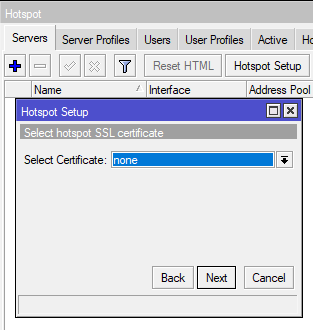 Hotspot
Servers Server Profiles Users User Profiles Active Ho
Reset HTML Hotspot Setup
Name Interface Address Pool
Hotspot Setup
Select hotspot SSL certificate
Select Certificate: none
Back Next Cancel